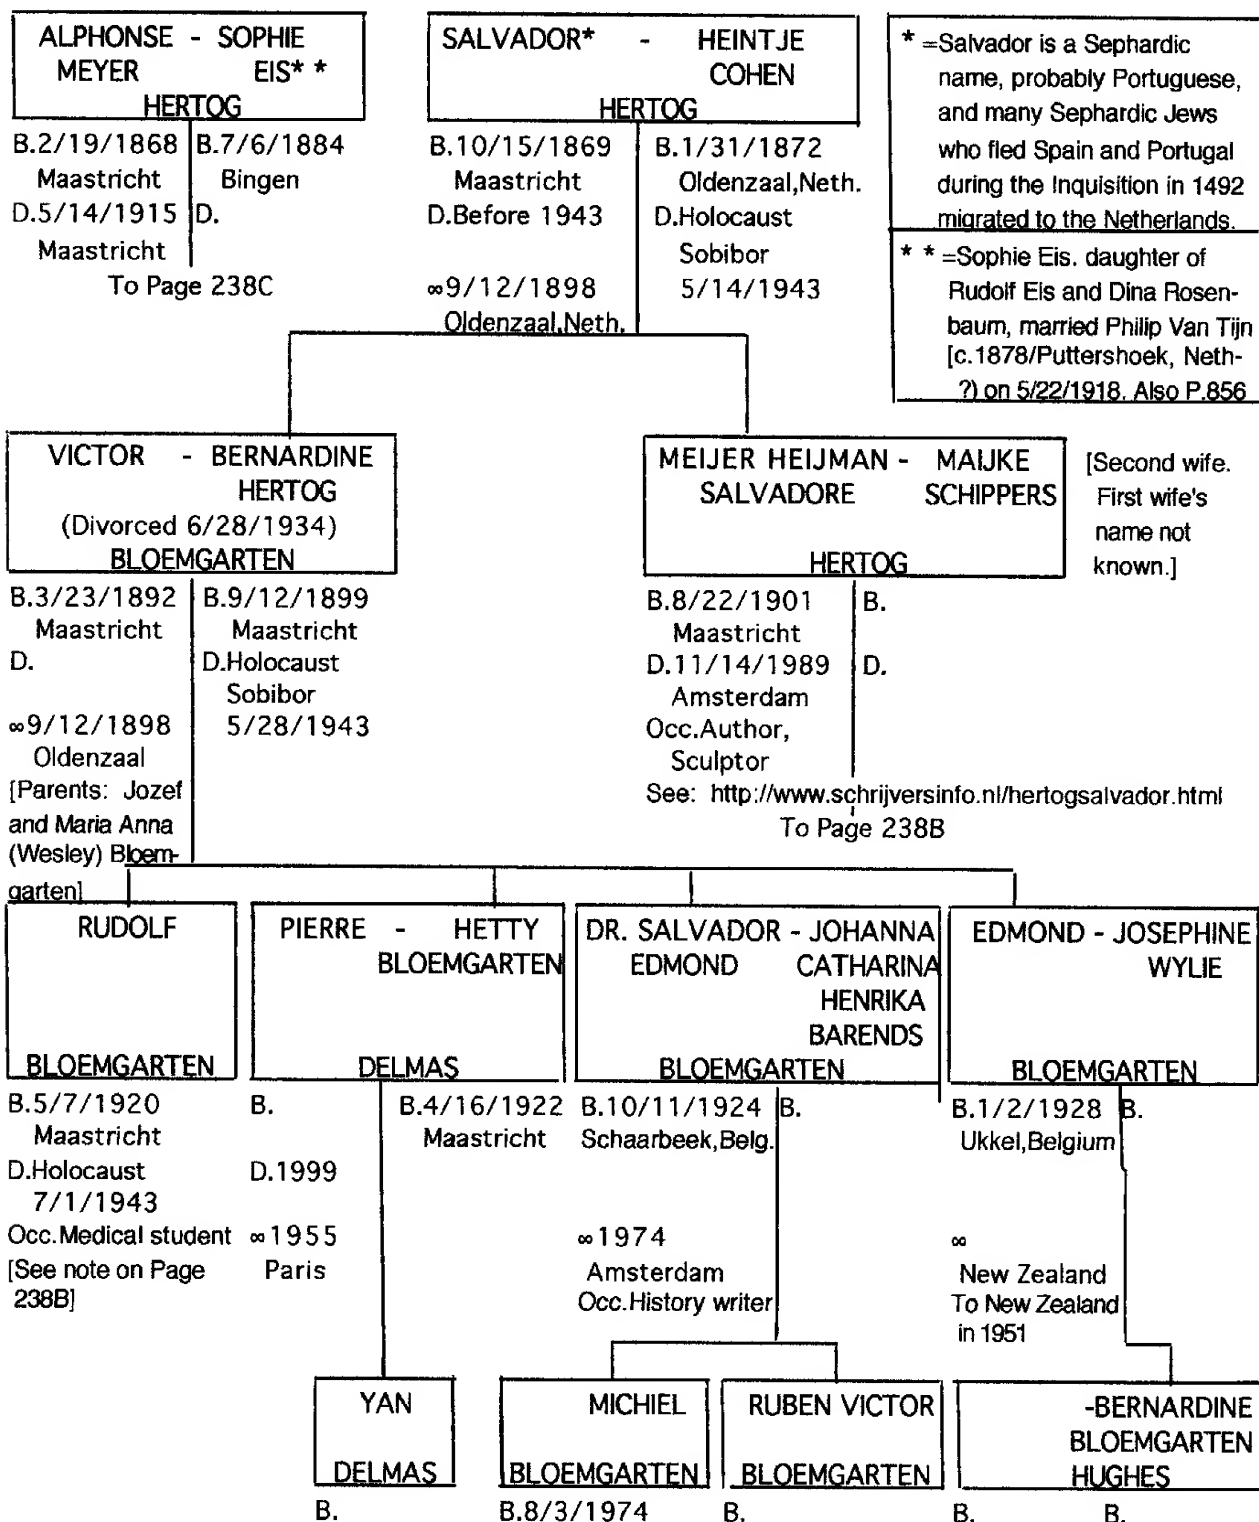 ALPHONSE - SOPHIE
MEYER EIS* *
HERTOG
B.2/19/1868 B.7/6/1884
Maastricht Bingen
D.5/14/1915 D.
Maastricht
To Page 238C
SALVADOR* - HEINTJE
COHEN
HERTOG
B.10/15/1869 B.1/31/1872
Maastricht Oldenzaal,Neth.
D.Before 1943 D.Holocaust
Sobibor
∞9/12/1898 5/14/1943
Oldenzaal,Neth.
* =Salvador is a Sephardic
name, probably Portuguese,
and many Sephardic Jews
who fled Spain and Portugal
during the Inquisition in 1492
migrated to the Netherlands.
* * =Sophie Eis. daughter of
Rudolf Eis and Dina Rosen-
baum, married Philip Van Tijn
[c.1878/Puttershoek, Neth-
?) on 5/22/1918. Also P.856
VICTOR - BERNARDINE
HERTOG
(Divorced 6/28/1934)
BLOEMGARTEN
B.3/23/1892 B.9/12/1899
Maastricht Maastricht
D. D.Holocaust
Sobibor
∞9/12/1898 5/28/1943
Oldenzaal
[Parents: Jozef
and Maria Anna
(Wesley) Bloem-
garten]
MEIJER HEIJMAN - MAIJKE
SALVADORE SCHIPPERS
HERTOG
[Second wife.
First wife's
name not
known.]
B.8/22/1901 B.
Maastricht
D.11/14/1989 D.
Amsterdam
Occ.Author,
Sculptor
See: http://www.schrijversinfo.nl/hertogsalvador.html
To Page 238B
RUDOLF
BLOEMGARTEN
B.5/7/1920
Maastricht
D.Holocaust
7/1/1943
Occ.Medical student
[See note on Page
238B]
PIERRE - HETTY
BLOEMGARTEN
DELMAS
B. B.4/16/1922
Maastricht
D.1999
∞1955
Paris
DR. SALVADOR - JOHANNA
EDMOND CATHARINA
HENRIKA
BARENDS
BLOEMGARTEN
B.10/11/1924 B.
Schaarbeek,Belg.
∞1974
Amsterdam
Occ.History writer
EDMOND - JOSEPHINE
WYLIE
BLOEMGARTEN
B.1/2/1928 B.
Ukkel,Belgium
∞
New Zealand
To New Zealand
in 1951
YAN
DELMAS
B.
MICHIEL
BLOEMGARTEN
B.8/3/1974
RUBEN VICTOR
BLOEMGARTEN
B.
-BERNARDINE
BLOEMGARTEN
HUGHES
B. B.